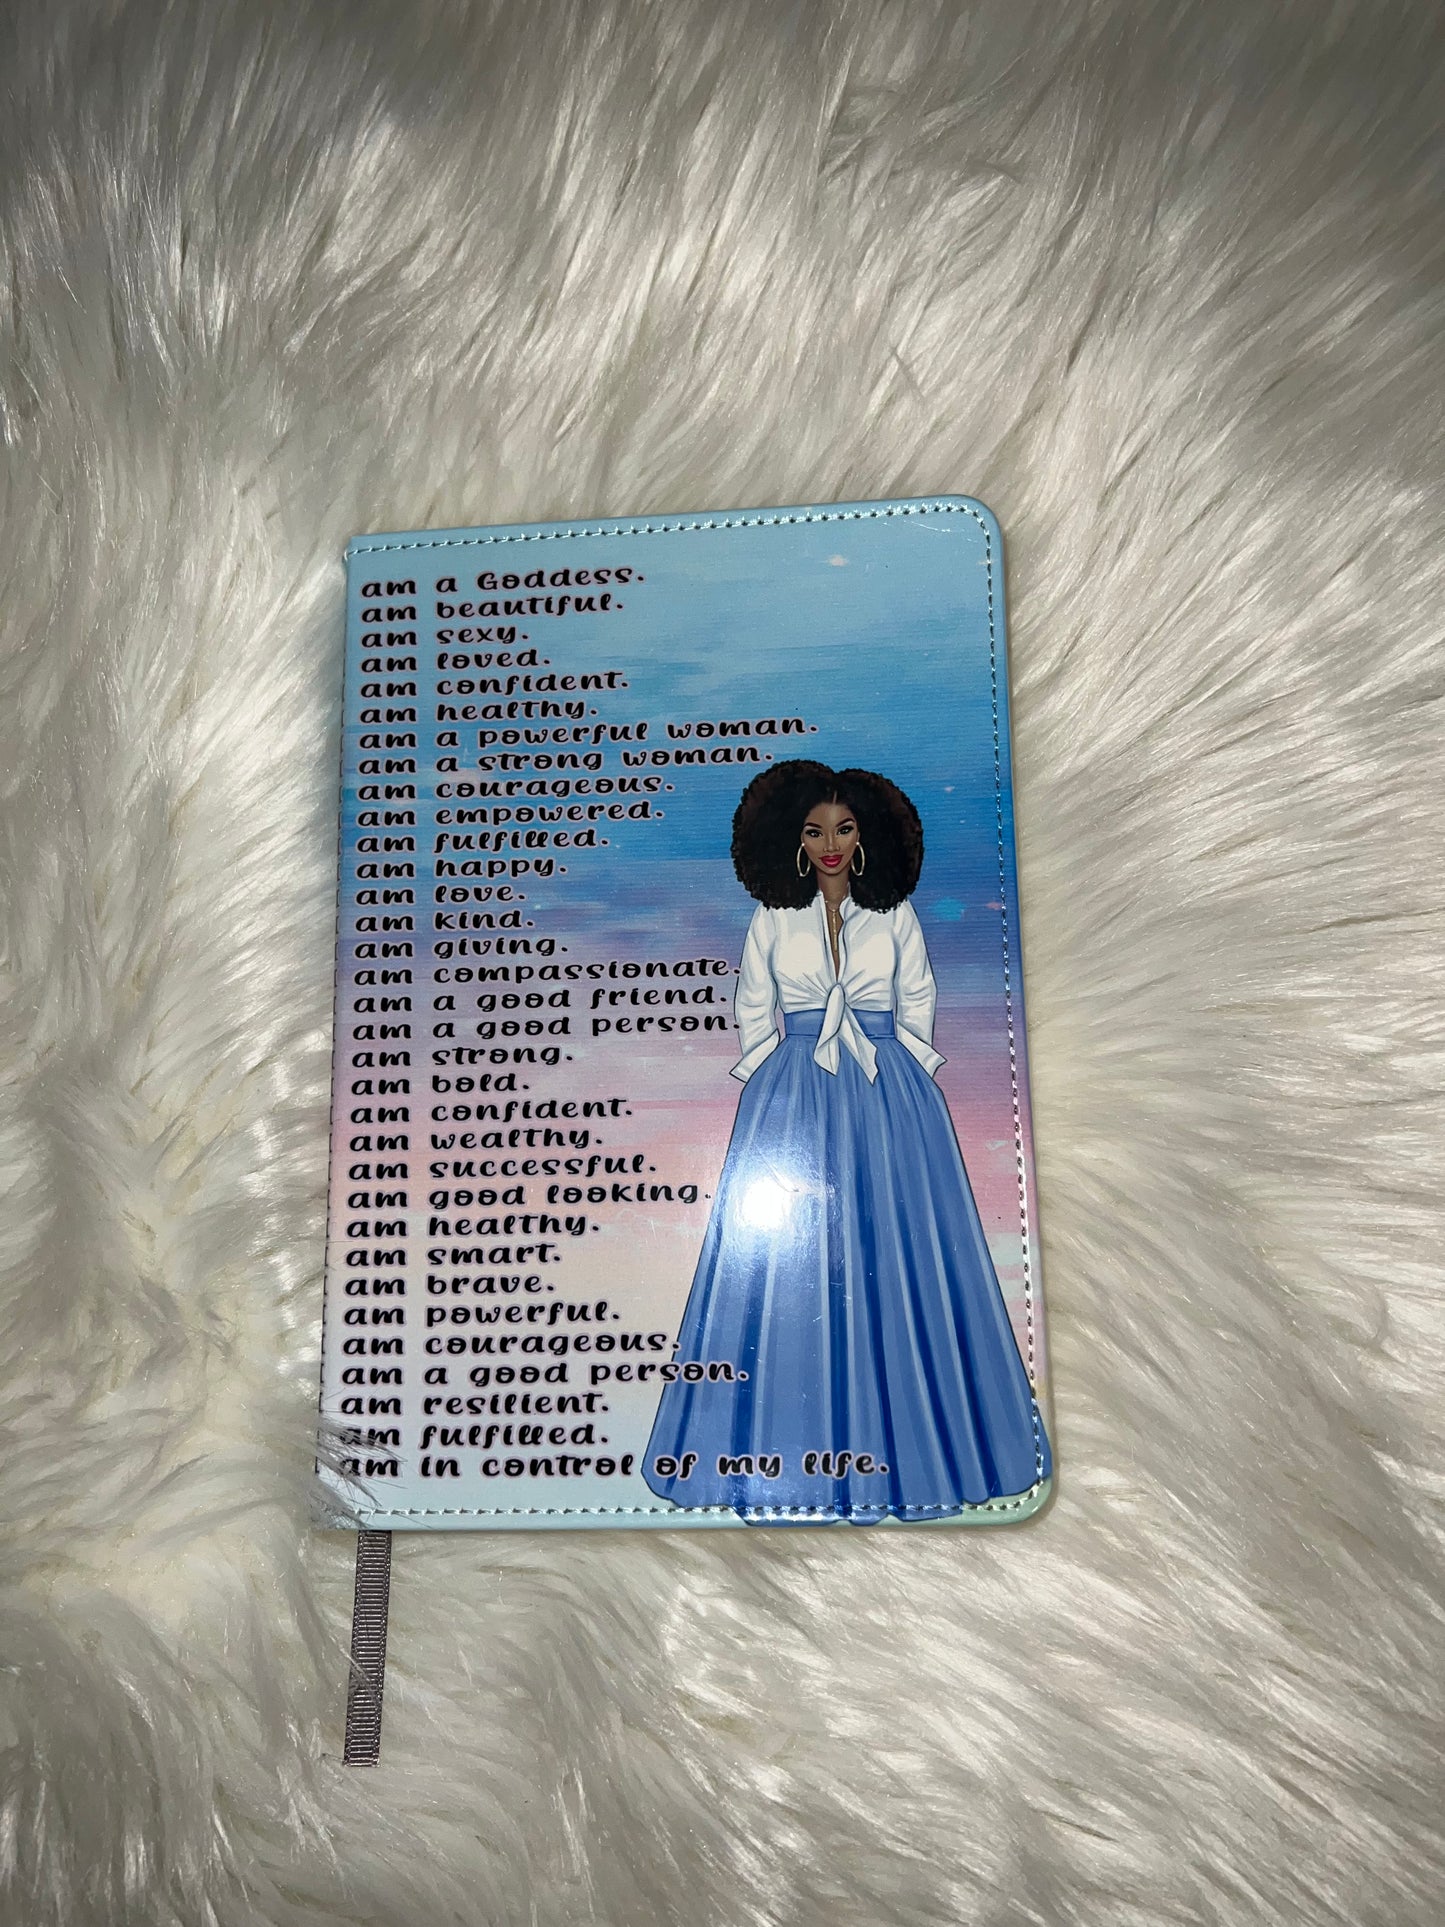 am a Goddess.
am beautiful.
am sexy.
am loved.
am confident.
am healthy.
am a powerful woman.
am a strong woman.
am courageous.
am empowered.
am fulfilled.
am happy.
am love.
am kind.
am giving.
am compassionate.
am a good friend.
am a good person.
am strong.
am bold.
am confident.
am wealthy.
am successful.
am good looking.
am healthy.
am smart.
am brave.
am powerful.
am courageous.
am a good person.
am resilient.
am fulfilled.
am in control of my life.